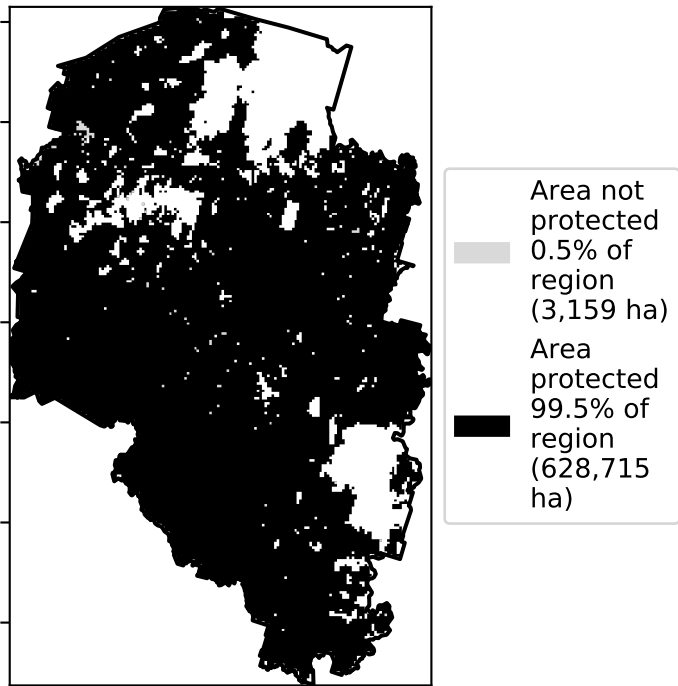 Area not
protected
0.5% of
region
(3,159 ha)
Area
protected
99.5% of
region
(628,715
ha)